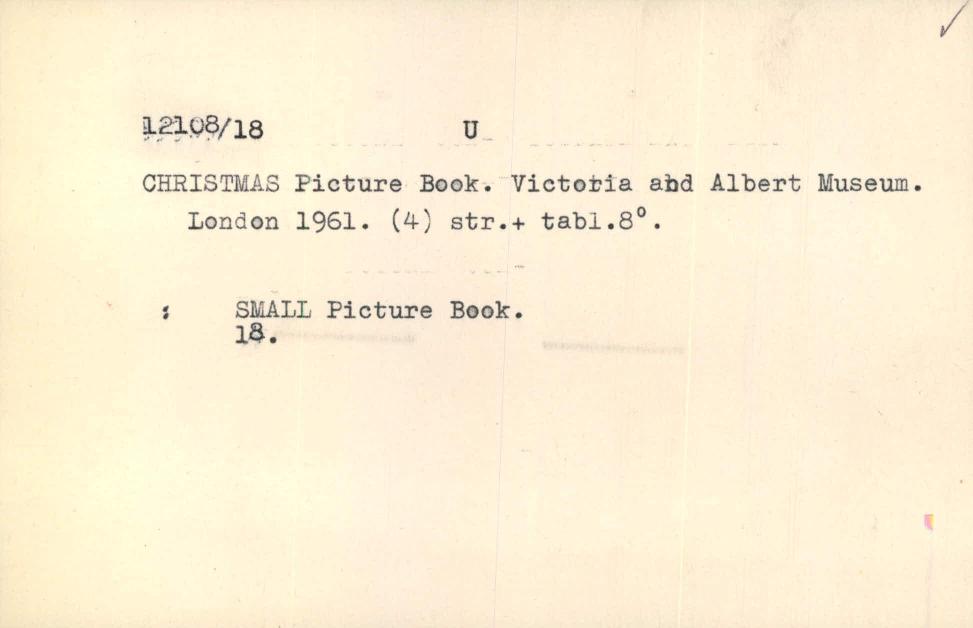 12108/18 U
CHRISTMAS Picture Book. Victoria and Albert Museum.
London 1961. (4) str.+ tabl.8°.
: SMALL Picture Book.
18.